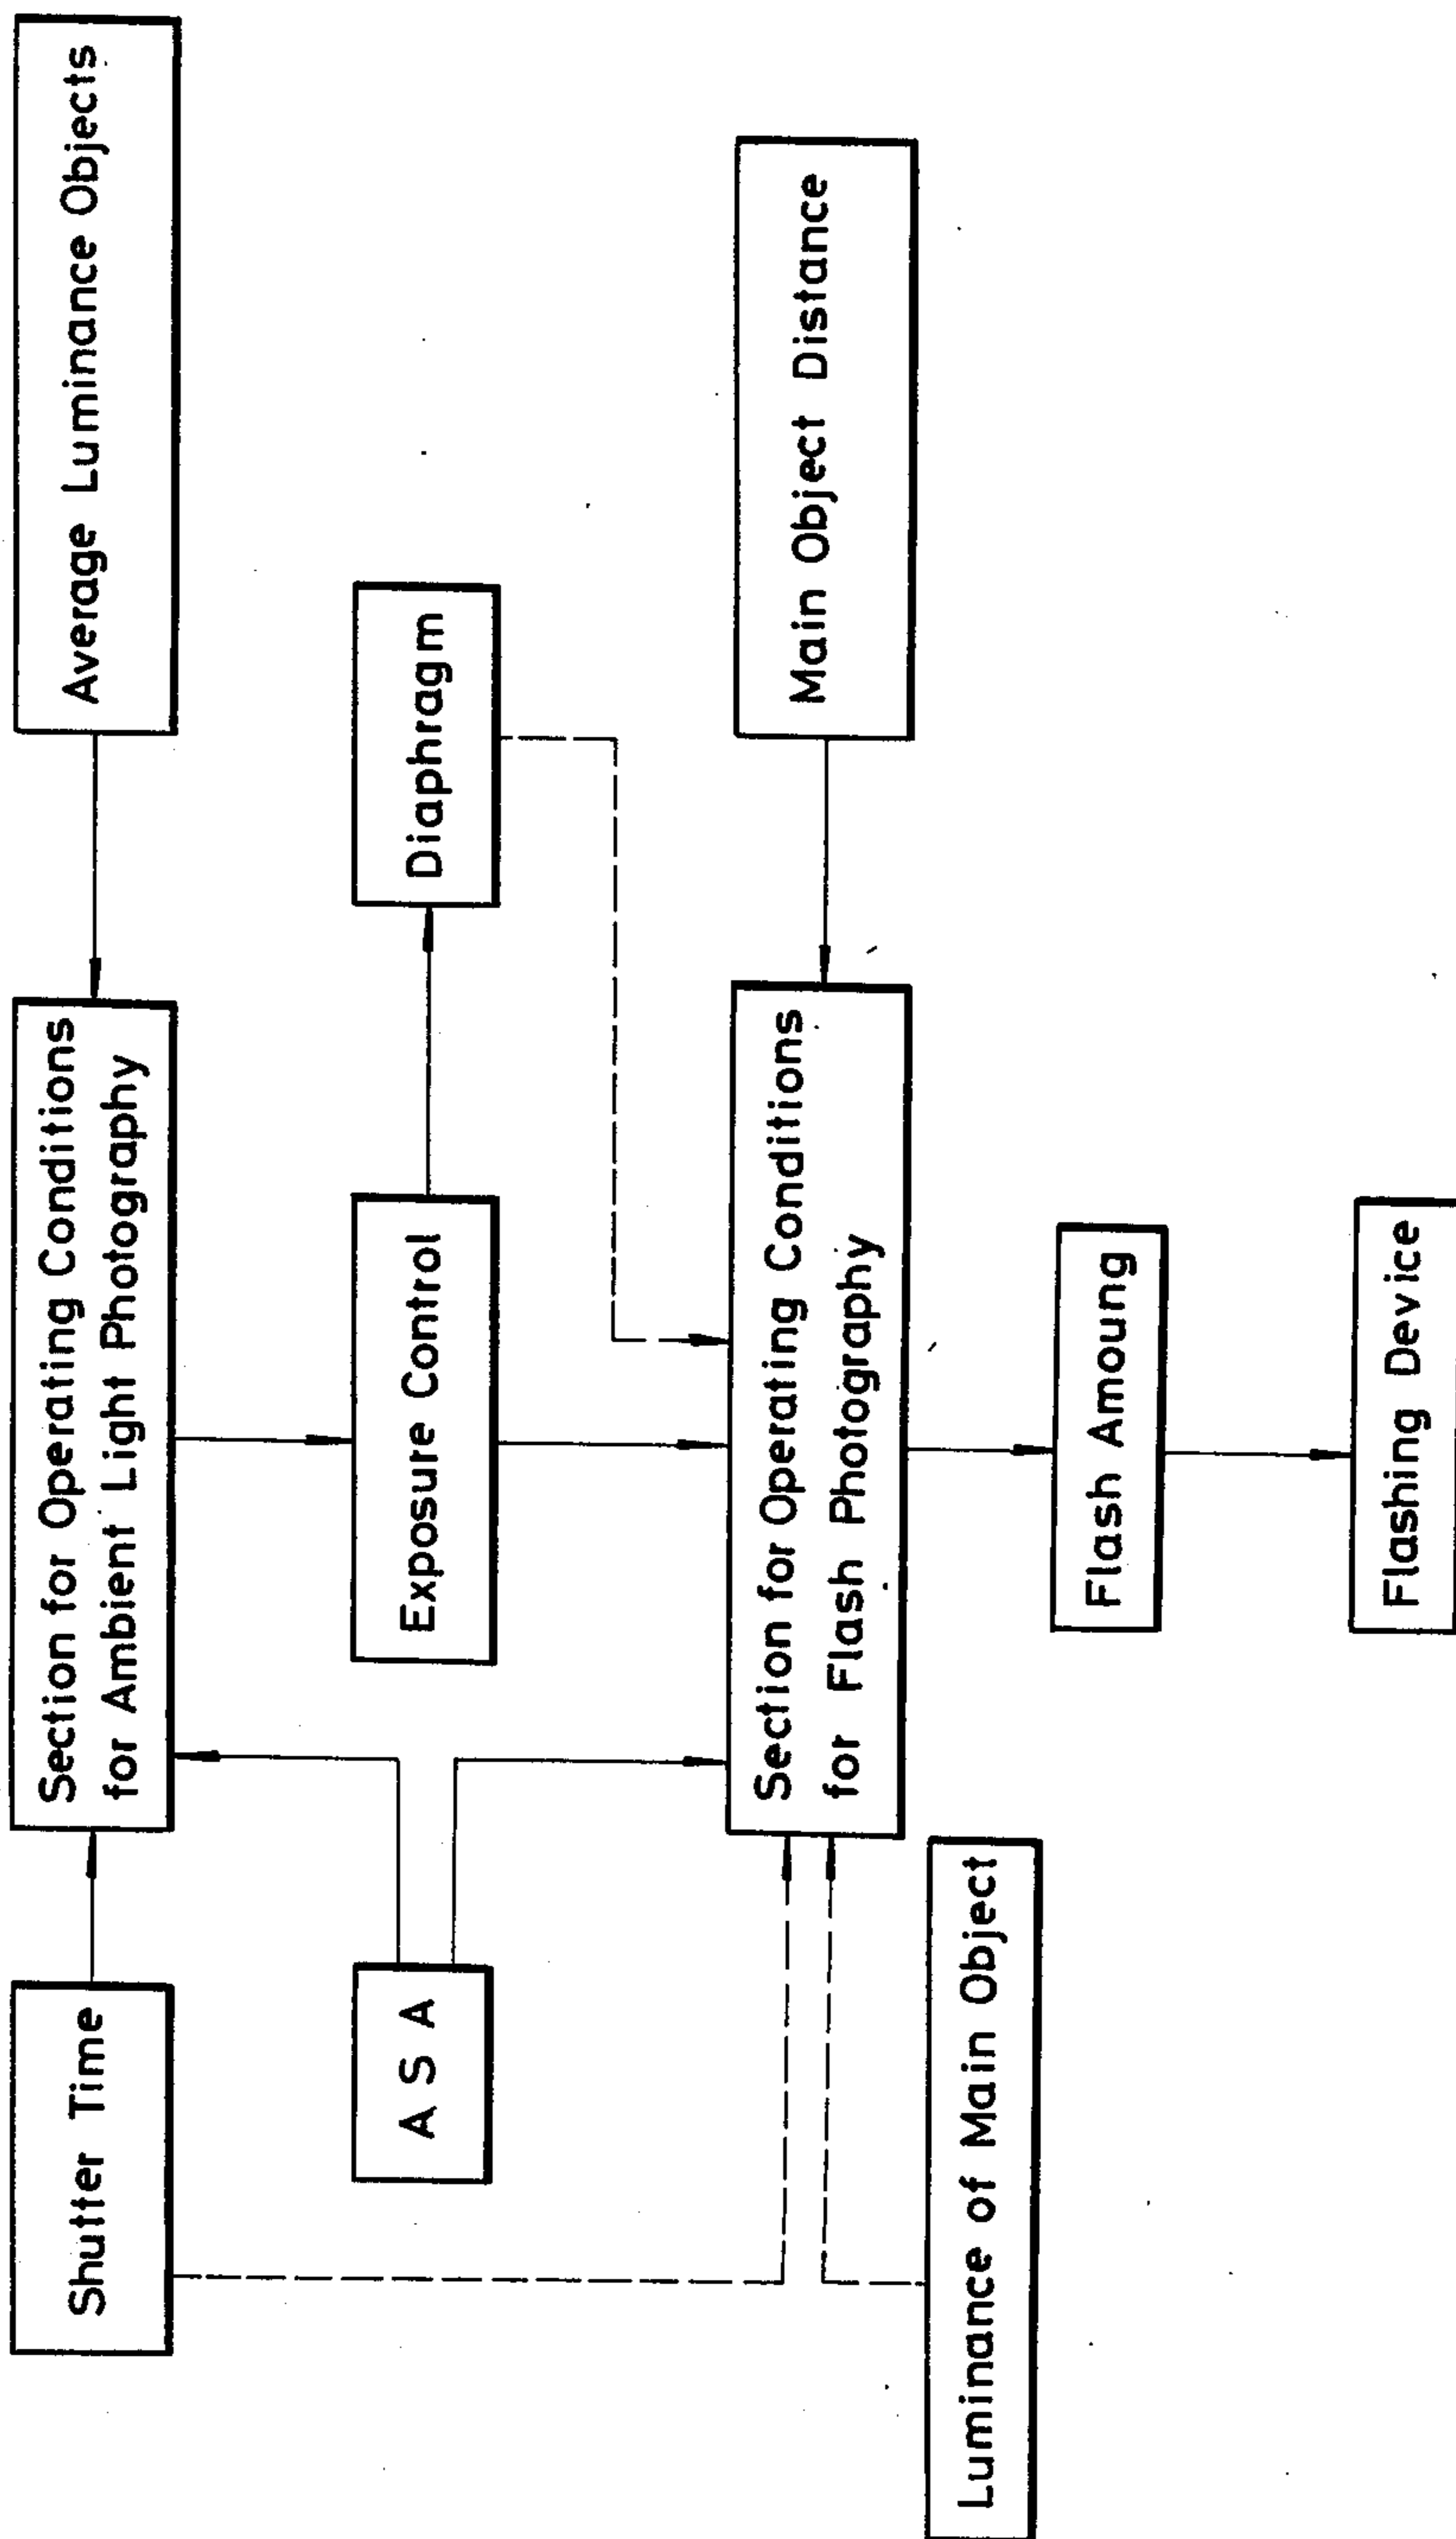 Shutter Time
Section for Operating Conditions
for Ambient Light Photography
Average Luminance Objects
A S A
Exposure Control
Diaphragm
Section for Operating Conditions
for Flash Photography
Main Object Distance
Luminance of Main Object
Flash Amoung
Flashing Device